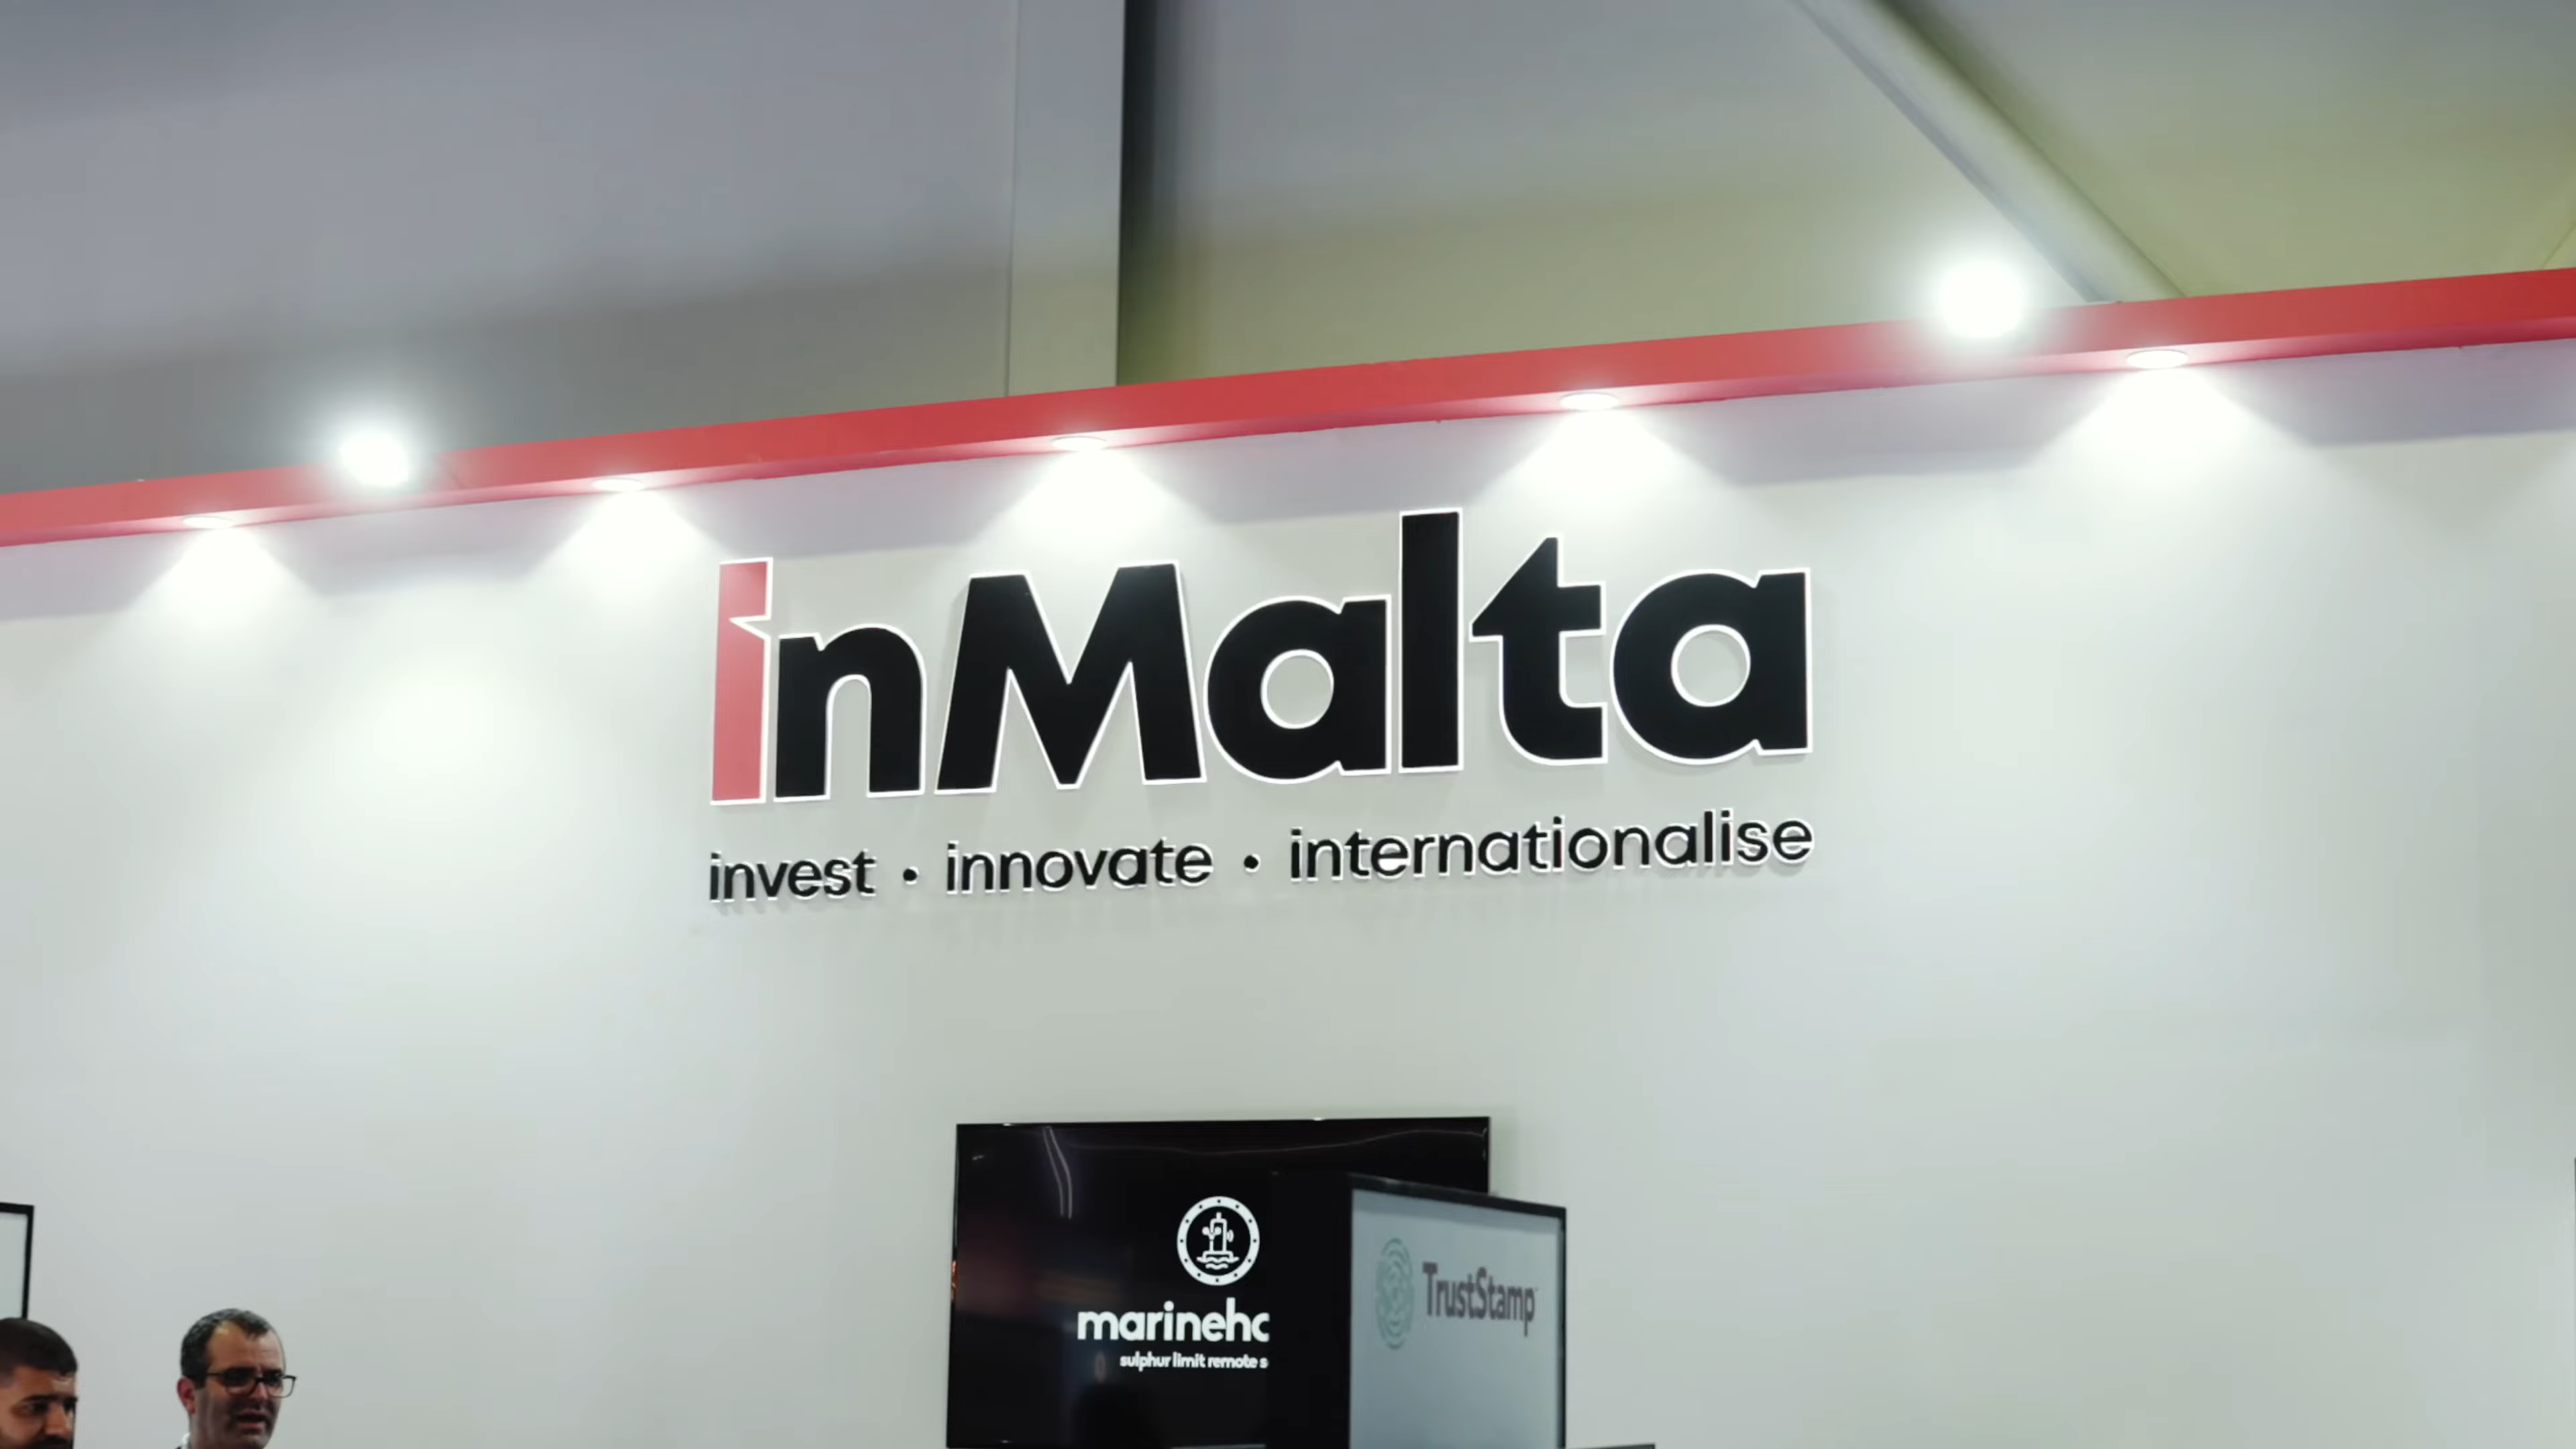 inMalta
invest • innovate • internationalise
marineho
sulphur limit remote s
TrustStamp